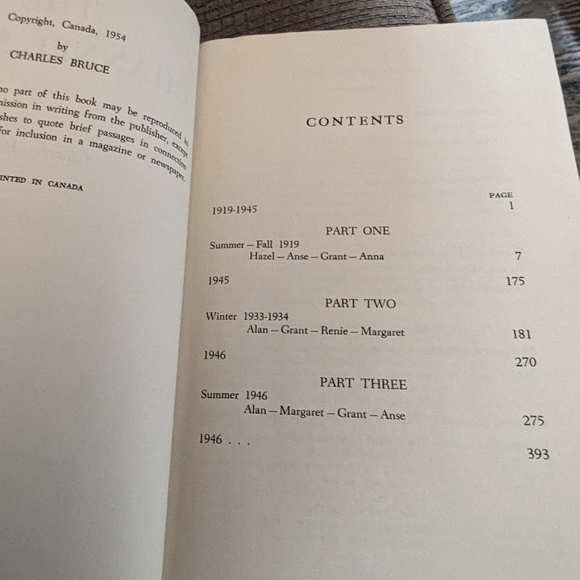 Copyright, Canada, 1954
by
CHARLES BRUCE
no part of this book may be reproduced in
mission in writing from the publisher, except
shes to quote brief passages in connection
for inclusion in a magazine or newspaper.
INTED IN CANADA
CONTENTS
PAGE
1919-1945 1
PART ONE
Summer – Fall 1919
Hazel – Anse – Grant – Anna 7
1945 175
PART TWO
Winter 1933-1934
Alan – Grant – Renie – Margaret 181
1946 270
PART THREE
Summer 1946
Alan – Margaret – Grant – Anse 275
1946 . . . 393